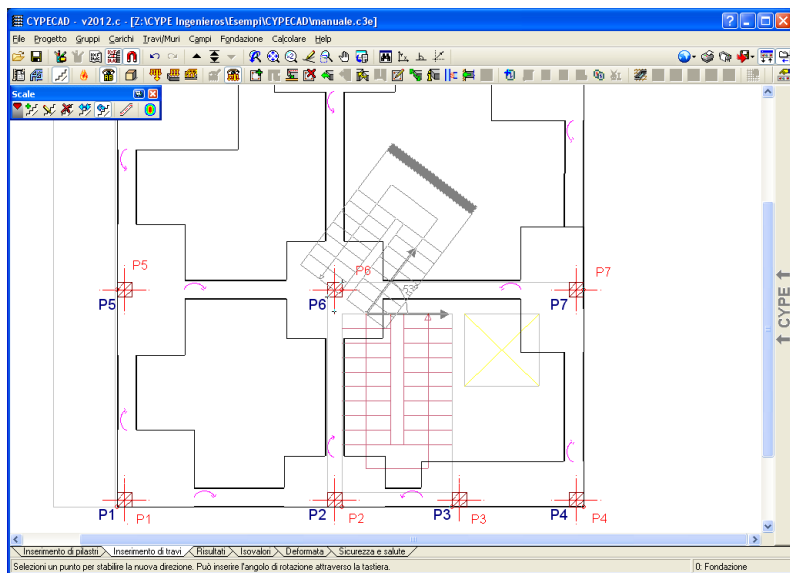 CYPECAD - v2012.c - [Z:\CYPE Ingenieros\Esempi\CYPECAD\manuale.c3e]
File Progetto Gruppi Carichi Travi/Muri Campi Fondazione Calcolare Help
Scale
P5
P6
P7
P5
P6
P7
53°
CYPE
P1
P1
P2
P2
P3
P3
P4
P4
Inserimento di pilastri
Inserimento di travi
Risultati
Isovalori
Deformata
Sicurezza e salute
Selezioni un punto per stabilire la nuova direzione. Può inserire l'angolo di rotazione attraverso la tastiera.
0: Fondazione